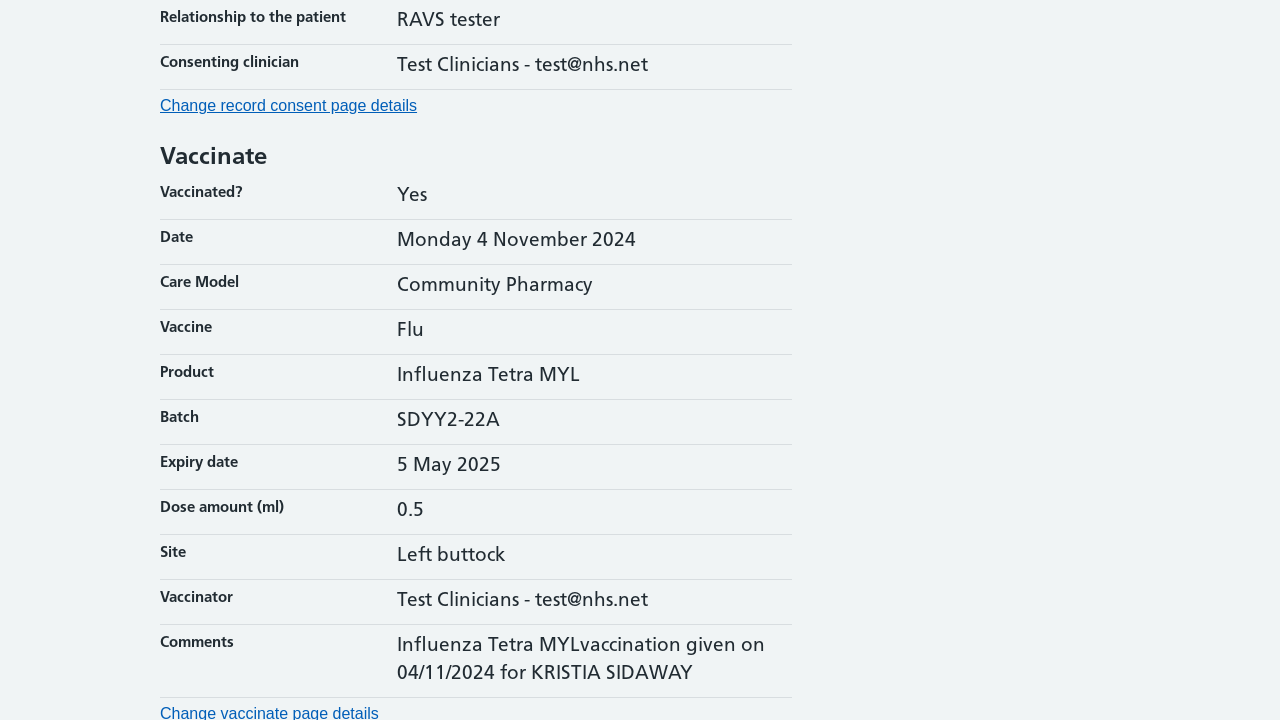 Relationship to the patient RAVS tester
Consenting clinician Test Clinicians - test@nhs.net
Change record consent page details
Vaccinate
Vaccinated? Yes
Date Monday 4 November 2024
Care Model Community Pharmacy
Vaccine Flu
Product Influenza Tetra MYL
Batch SDYY2-22A
Expiry date 5 May 2025
Dose amount (ml) 0.5
Site Left buttock
Vaccinator Test Clinicians - test@nhs.net
Comments Influenza Tetra MYLvaccination given on
04/11/2024 for KRISTIA SIDAWAY
Change vaccinate page details